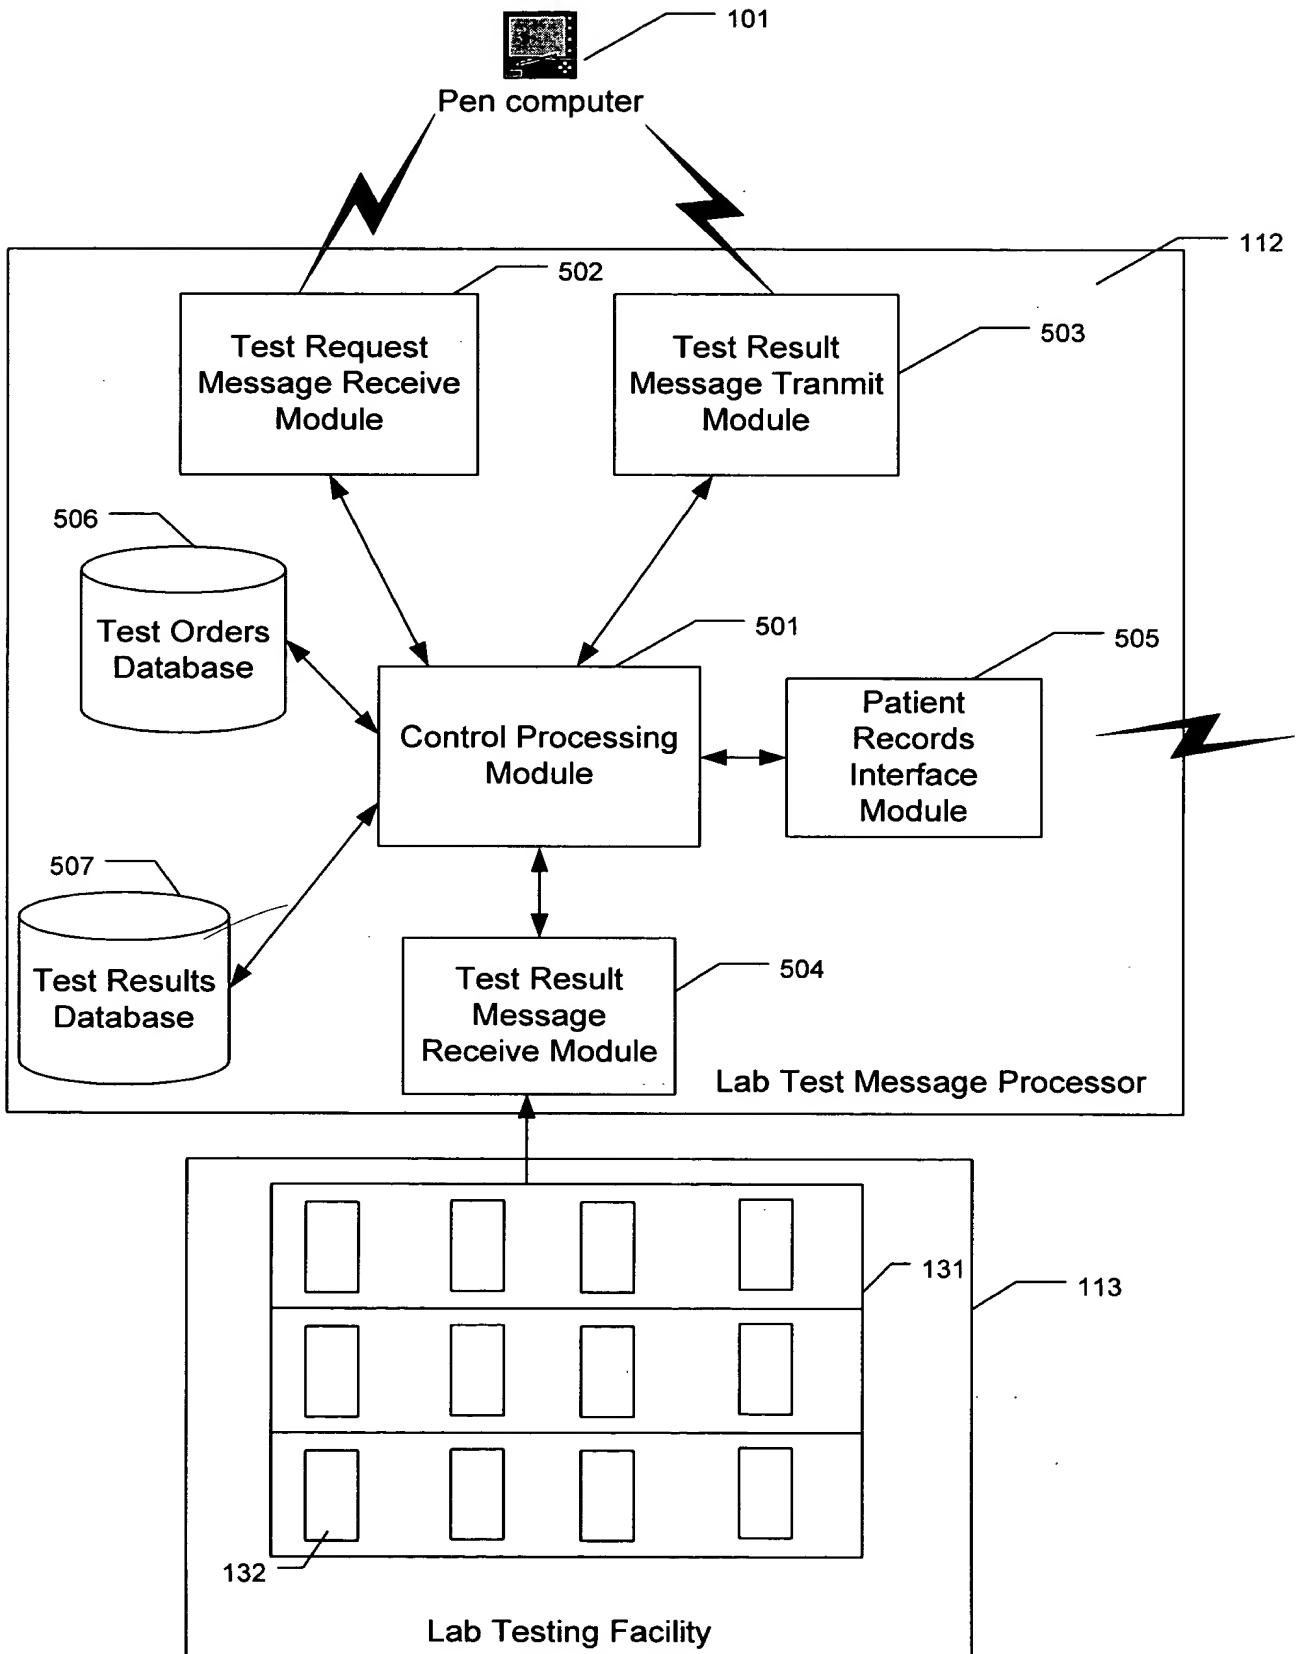 101
Pen computer
112
502
Test Request
Message Receive
Module
503
Test Result
Message Tranmit
Module
506
Test Orders
Database
501
Control Processing
Module
505
Patient
Records
Interface
Module
507
Test Results
Database
504
Test Result
Message
Receive Module
Lab Test Message Processor
131
113
132
Lab Testing Facility